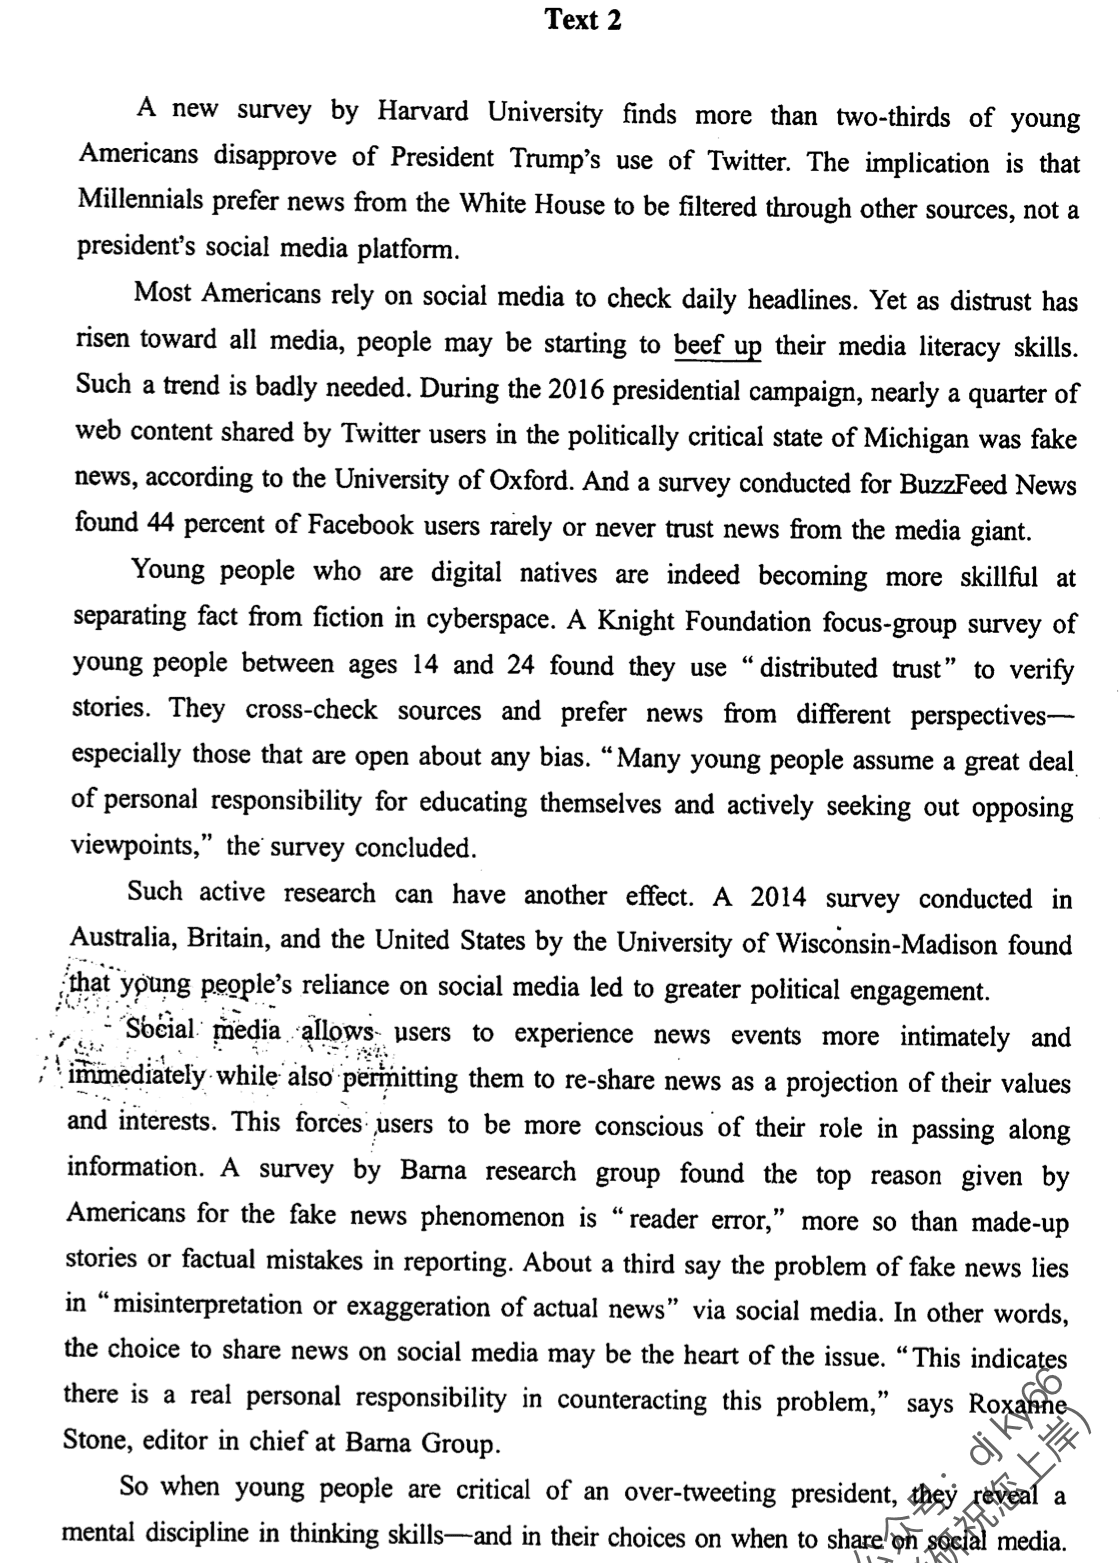 Text 2
A new survey by Harvard University finds more than two-thirds of young
Americans disapprove of President Trump's use of Twitter. The implication is that
Millennials prefer news from the White House to be filtered through other sources, not a
president's social media platform.
Most Americans rely on social media to check daily headlines. Yet as distrust has
risen toward all media, people may be starting to beef up their media literacy skills.
Such a trend is badly needed. During the 2016 presidential campaign, nearly a quarter of
web content shared by Twitter users in the politically critical state of Michigan was fake
news, according to the University of Oxford. And a survey conducted for BuzzFeed News
found 44 percent of Facebook users rarely or never trust news from the media giant.
Young people who are digital natives are indeed becoming more skillful at
separating fact from fiction in cyberspace. A Knight Foundation focus-group survey of
young people between ages 14 and 24 found they use “distributed trust” to verify
stories. They cross-check sources and prefer news from different perspectives—
especially those that are open about any bias. “Many young people assume a great deal
of personal responsibility for educating themselves and actively seeking out opposing
viewpoints,” the survey concluded.
Such active research can have another effect. A 2014 survey conducted in
Australia, Britain, and the United States by the University of Wisconsin-Madison found
that young people's reliance on social media led to greater political engagement.
Social media allows users to experience news events more intimately and
immediately while also permitting them to re-share news as a projection of their values
and interests. This forces users to be more conscious of their role in passing along
information. A survey by Barna research group found the top reason given by
Americans for the fake news phenomenon is “reader error,” more so than made-up
stories or factual mistakes in reporting. About a third say the problem of fake news lies
in “misinterpretation or exaggeration of actual news” via social media. In other words,
the choice to share news on social media may be the heart of the issue. “This indicates
there is a real personal responsibility in counteracting this problem,” says Roxanne
Stone, editor in chief at Barna Group.
So when young people are critical of an over-tweeting president, they reveal a
mental discipline in thinking skills—and in their choices on when to share on social media.
公众号：djky66
研祝您上岸）